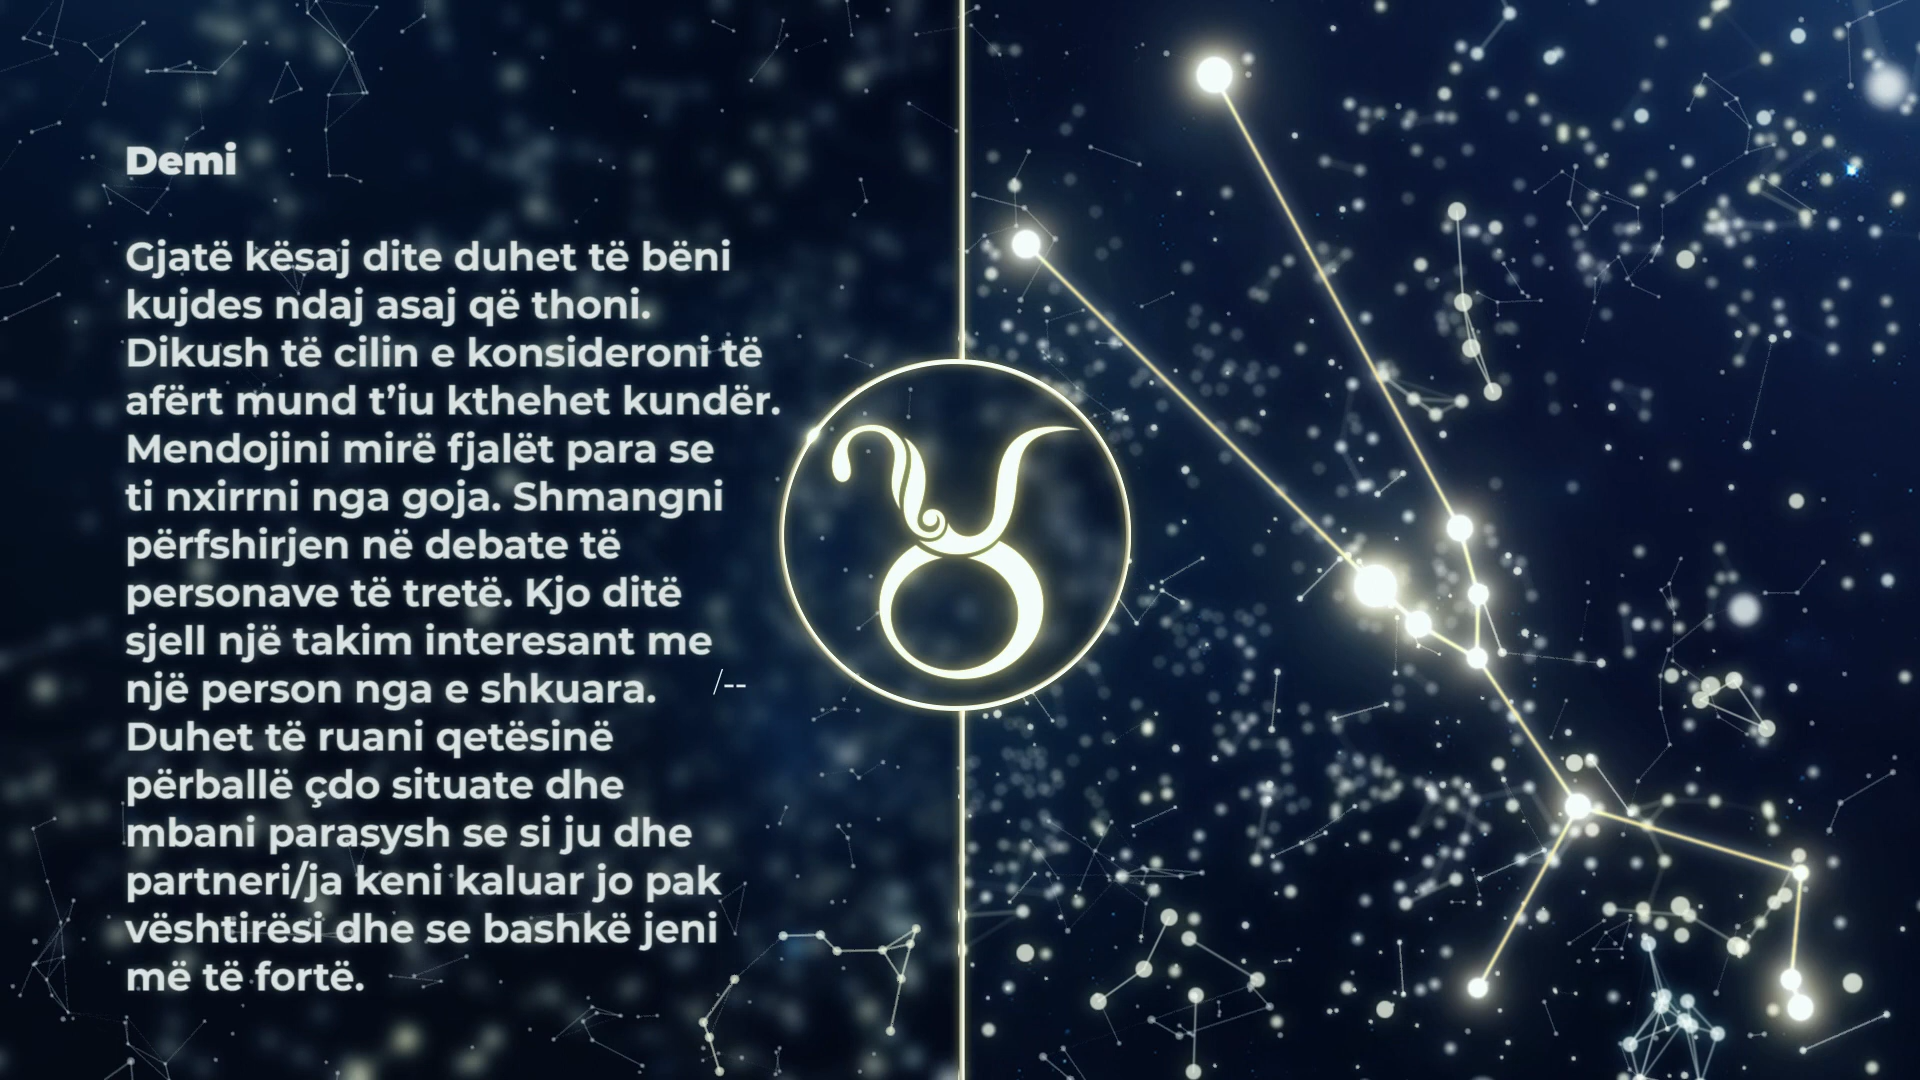 Demi
Gjatë kësaj dite duhet të bëni
kujdes ndaj asaj që thoni.
Dikush të cilin e konsideroni të
afërt mund t’iu kthehet kundër.
Mendojini mirë fjalët para se
ti nxirrni nga goja. Shmangni
përfshirjen në debate të
personave të tretë. Kjo ditë
sjell një takim interesant me
një person nga e shkuara.
/--
Duhet të ruani qetësinë
përballë çdo situate dhe
mbani parasysh se si ju dhe
partneri/ja keni kaluar jo pak
vështirësi dhe se bashkë jeni
më të fortë.